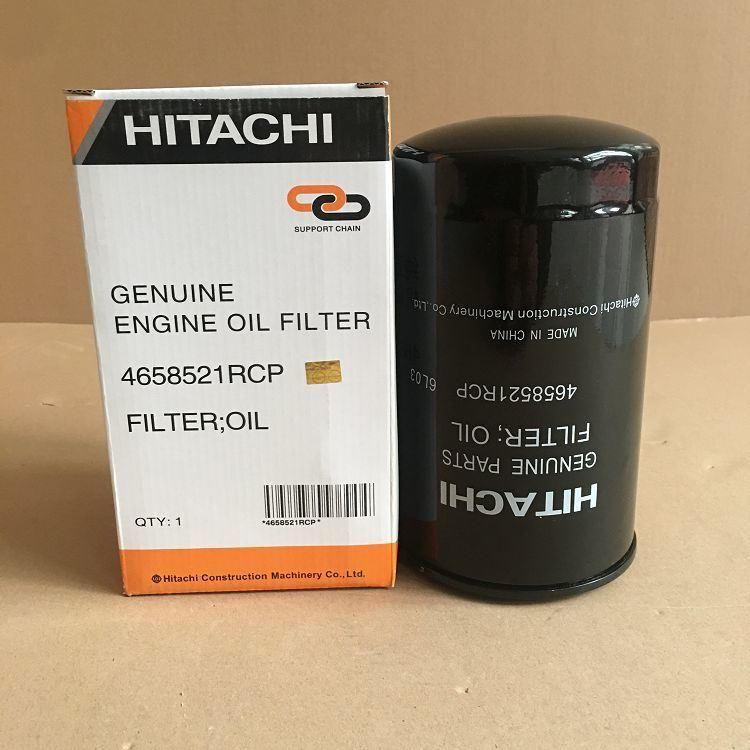 HITACHI
SUPPORT CHAIN
GENUINE
ENGINE OIL FILTER
4658521RCP
FILTER;OIL
QTY: 1
*4658521RCP*
Hitachi Construction Machinery Co.,Ltd.
HITACHI
GENUINE PARTS
FILTER; OIL
4658521RCP
6L03
MADE IN CHINA
Hitachi Construction Machinery Co.,Ltd.